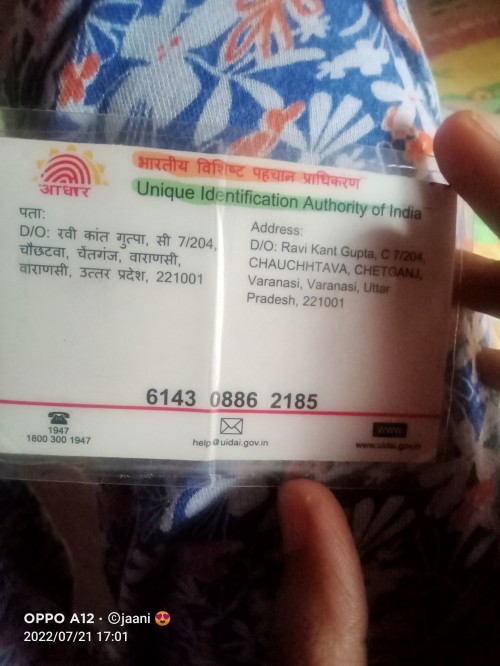 आधार
भारतीय विशिष्ट पहचान प्राधिकरण
Unique Identification Authority of India
पता:
D/O: रवी कांत गुत्पा, सी 7/204,
चौछटवा, चेंतगंज, वाराणसी,
वाराणसी, उत्तर प्रदेश, 221001
Address:
D/O: Ravi Kant Gupta, C 7/204,
CHAUCHHTAVA, CHETGANJ,
Varanasi, Varanasi, Uttar
Pradesh, 221001
6143 0886 2185
1947
1800 300 1947
help@uidai.gov.in
WWW
www.uidai.gov.in
OPPO A12 · ©jaani 😍
2022/07/21 17:01